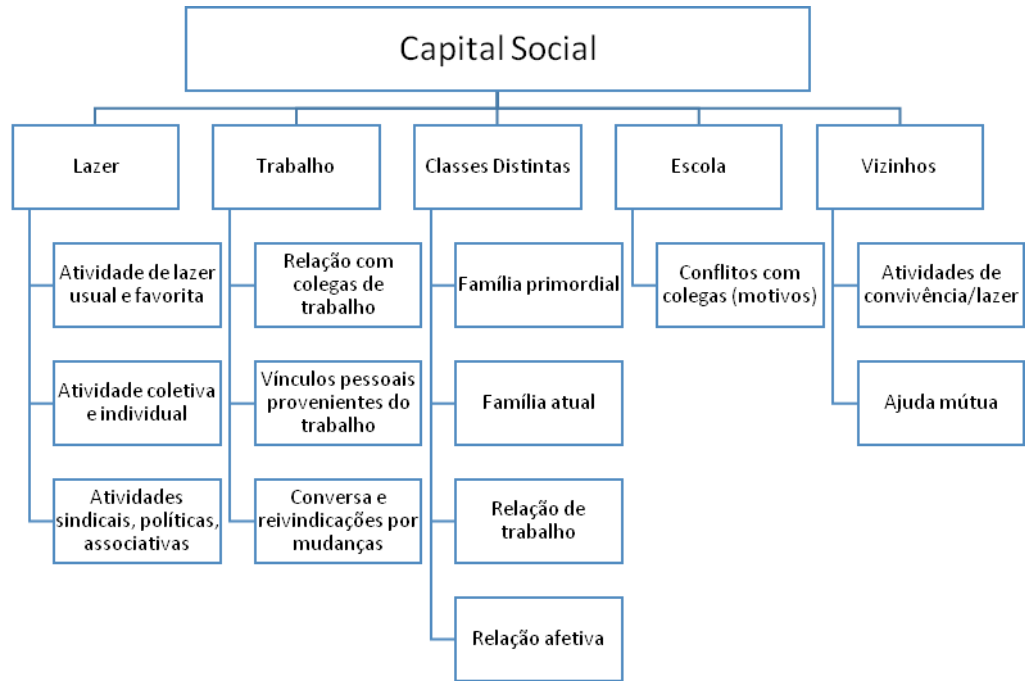 Capital Social
Lazer
Atividade de lazer
usual e favorita
Atividade coletiva
e individual
Atividades
sindicais, políticas,
associativas
Trabalho
Relação com
colegas de
trabalho
Vínculos pessoais
provenientes do
trabalho
Conversa e
reivindicações por
mudanças
Classes Distintas
Família primordial
Família atual
Relação de
trabalho
Relação afetiva
Escola
Conflitos com
colegas (motivos)
Vizinhos
Atividades de
convivência/lazer
Ajuda mútua